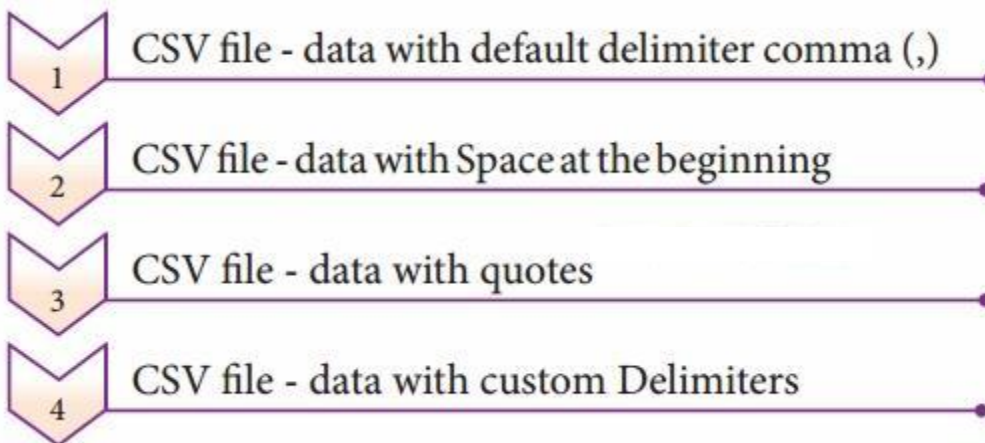 1 CSV file - data with default delimiter comma (,)
2 CSV file - data with Space at the beginning
3 CSV file - data with quotes
4 CSV file - data with custom Delimiters